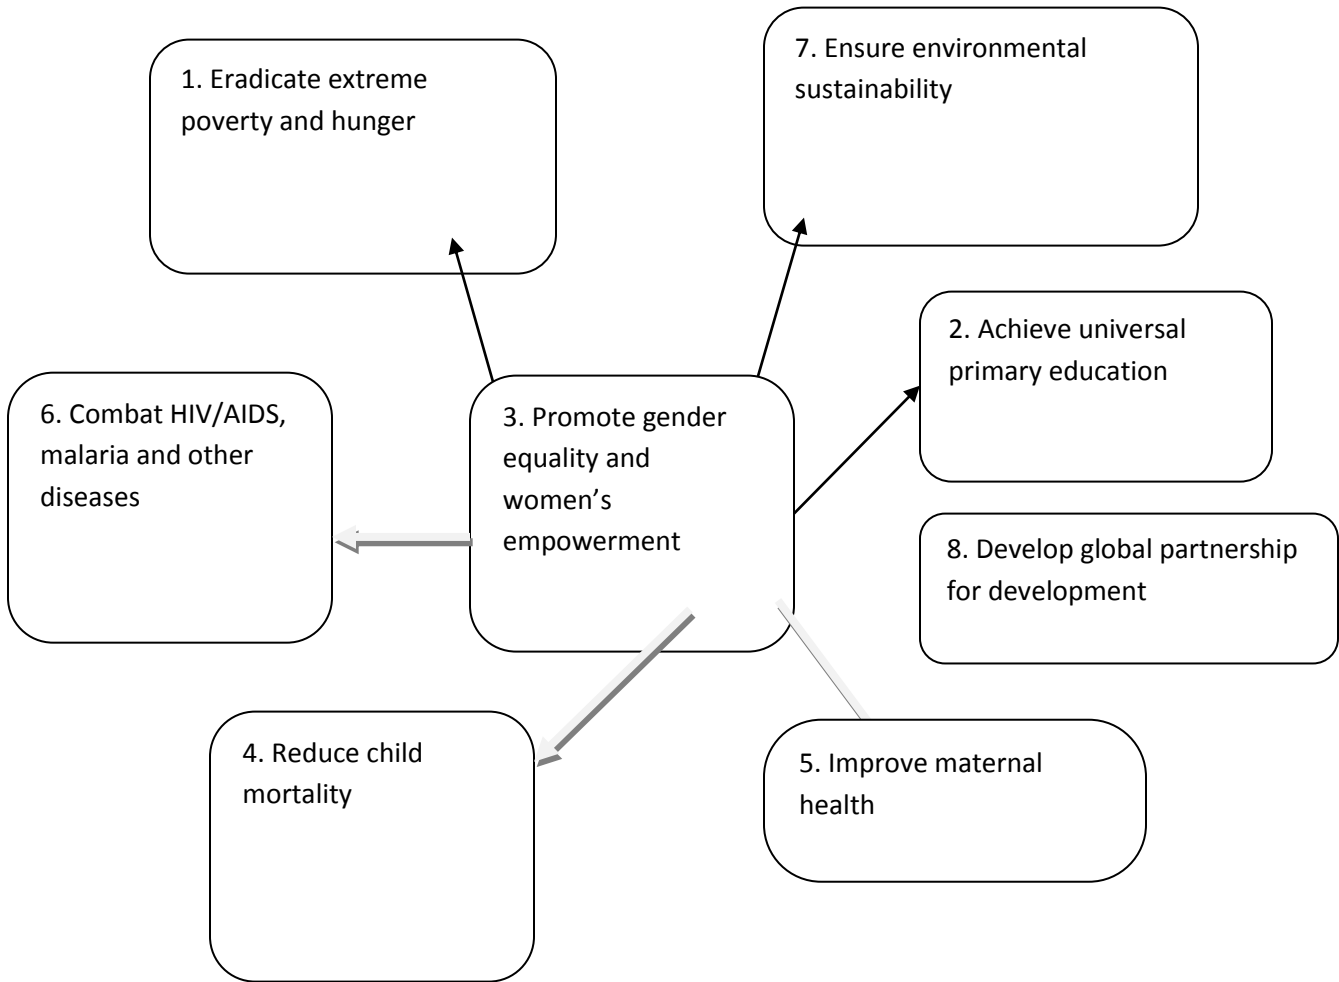 1. Eradicate extreme
poverty and hunger
7. Ensure environmental
sustainability
2. Achieve universal
primary education
6. Combat HIV/AIDS,
malaria and other
diseases
3. Promote gender
equality and
women’s
empowerment
8. Develop global partnership
for development
4. Reduce child
mortality
5. Improve maternal
health